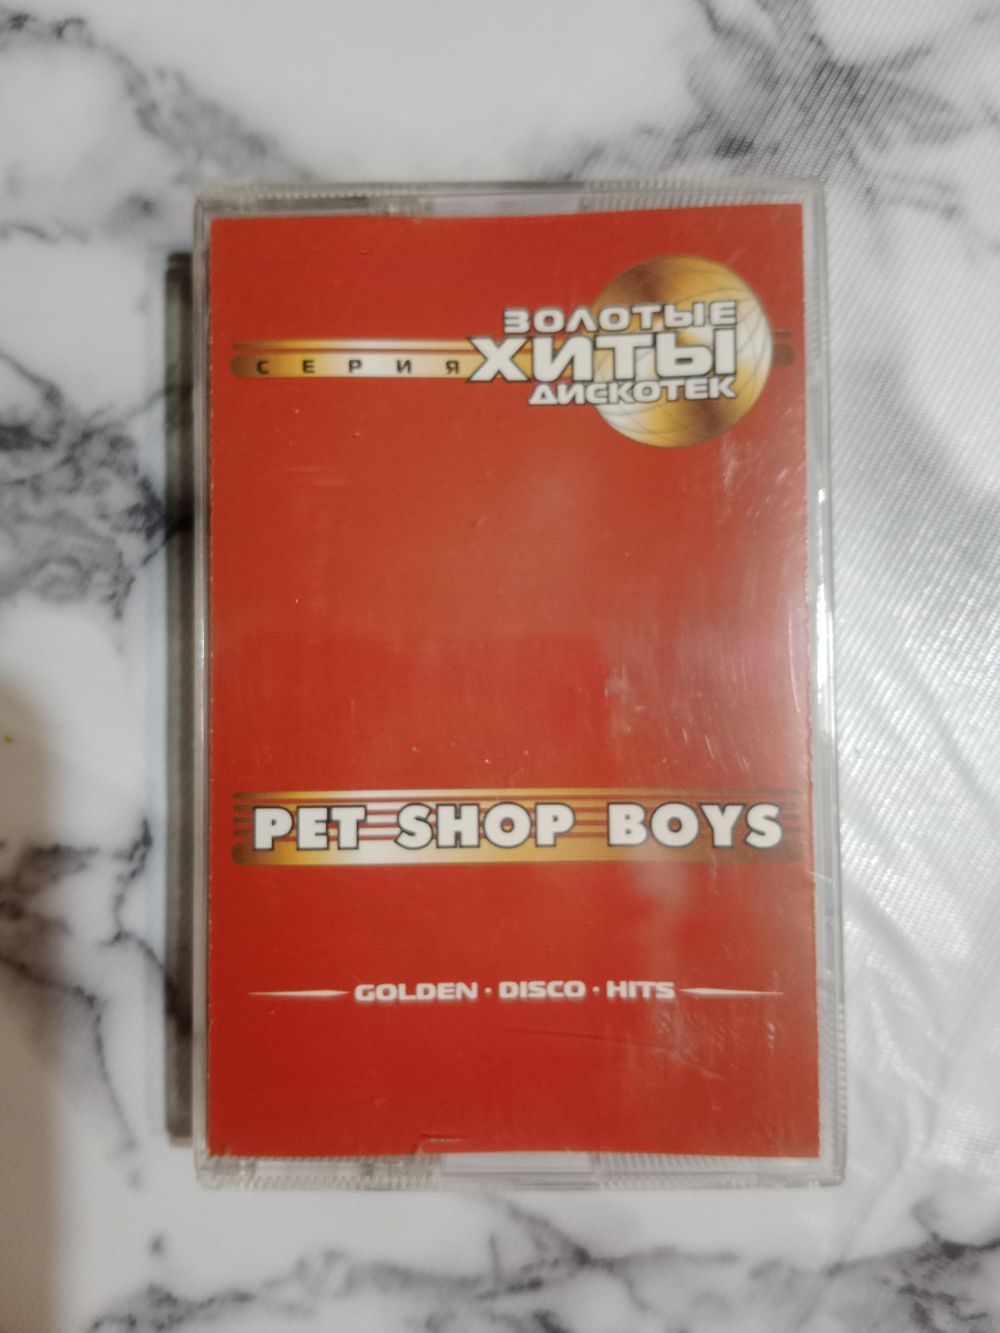 ЗОЛОТЫЕ
СЕРИЯ ХИТЫ
ДИСКОТЕК
PET SHOP BOYS
GOLDEN · DISCO · HITS